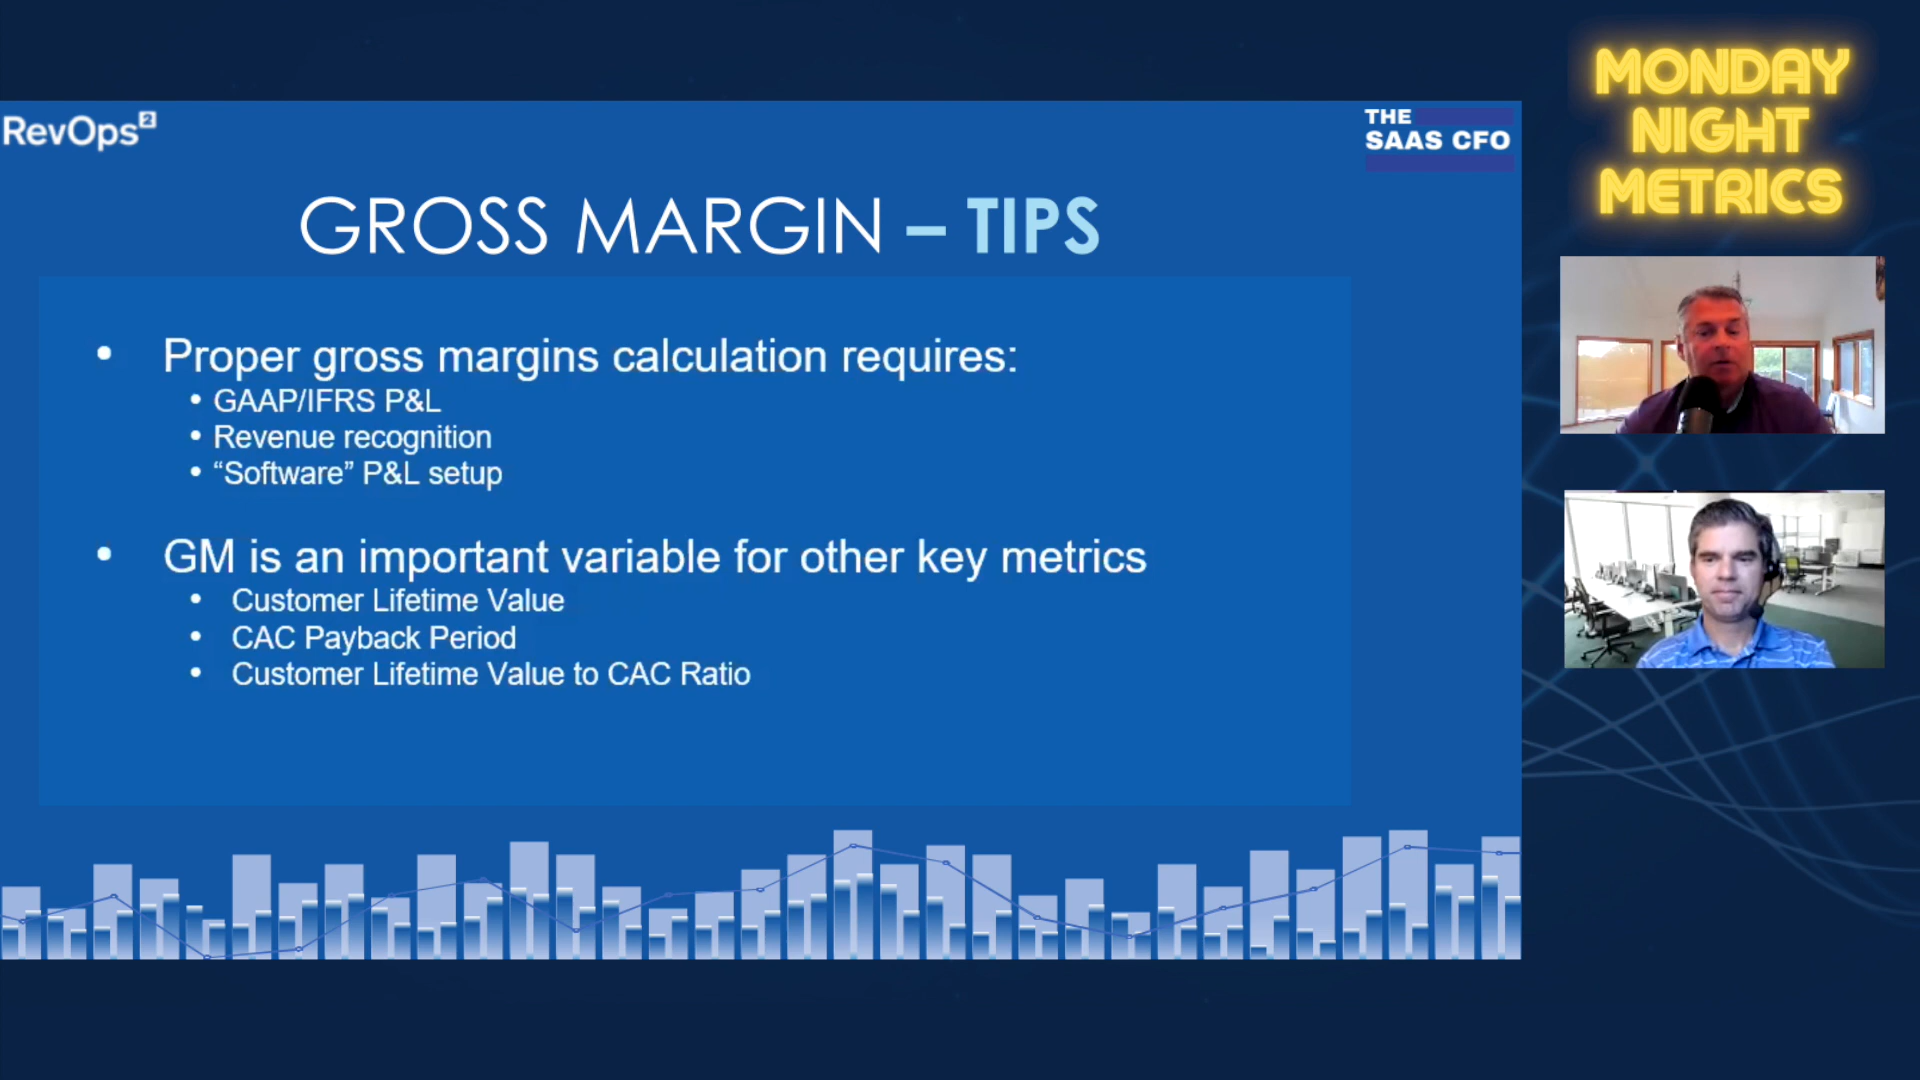 RevOps²
THE
SAAS CFO
MONDAY
NIGHT
METRICS
GROSS MARGIN – TIPS
• Proper gross margins calculation requires:
• GAAP/IFRS P&L
• Revenue recognition
• “Software” P&L setup
• GM is an important variable for other key metrics
• Customer Lifetime Value
• CAC Payback Period
• Customer Lifetime Value to CAC Ratio